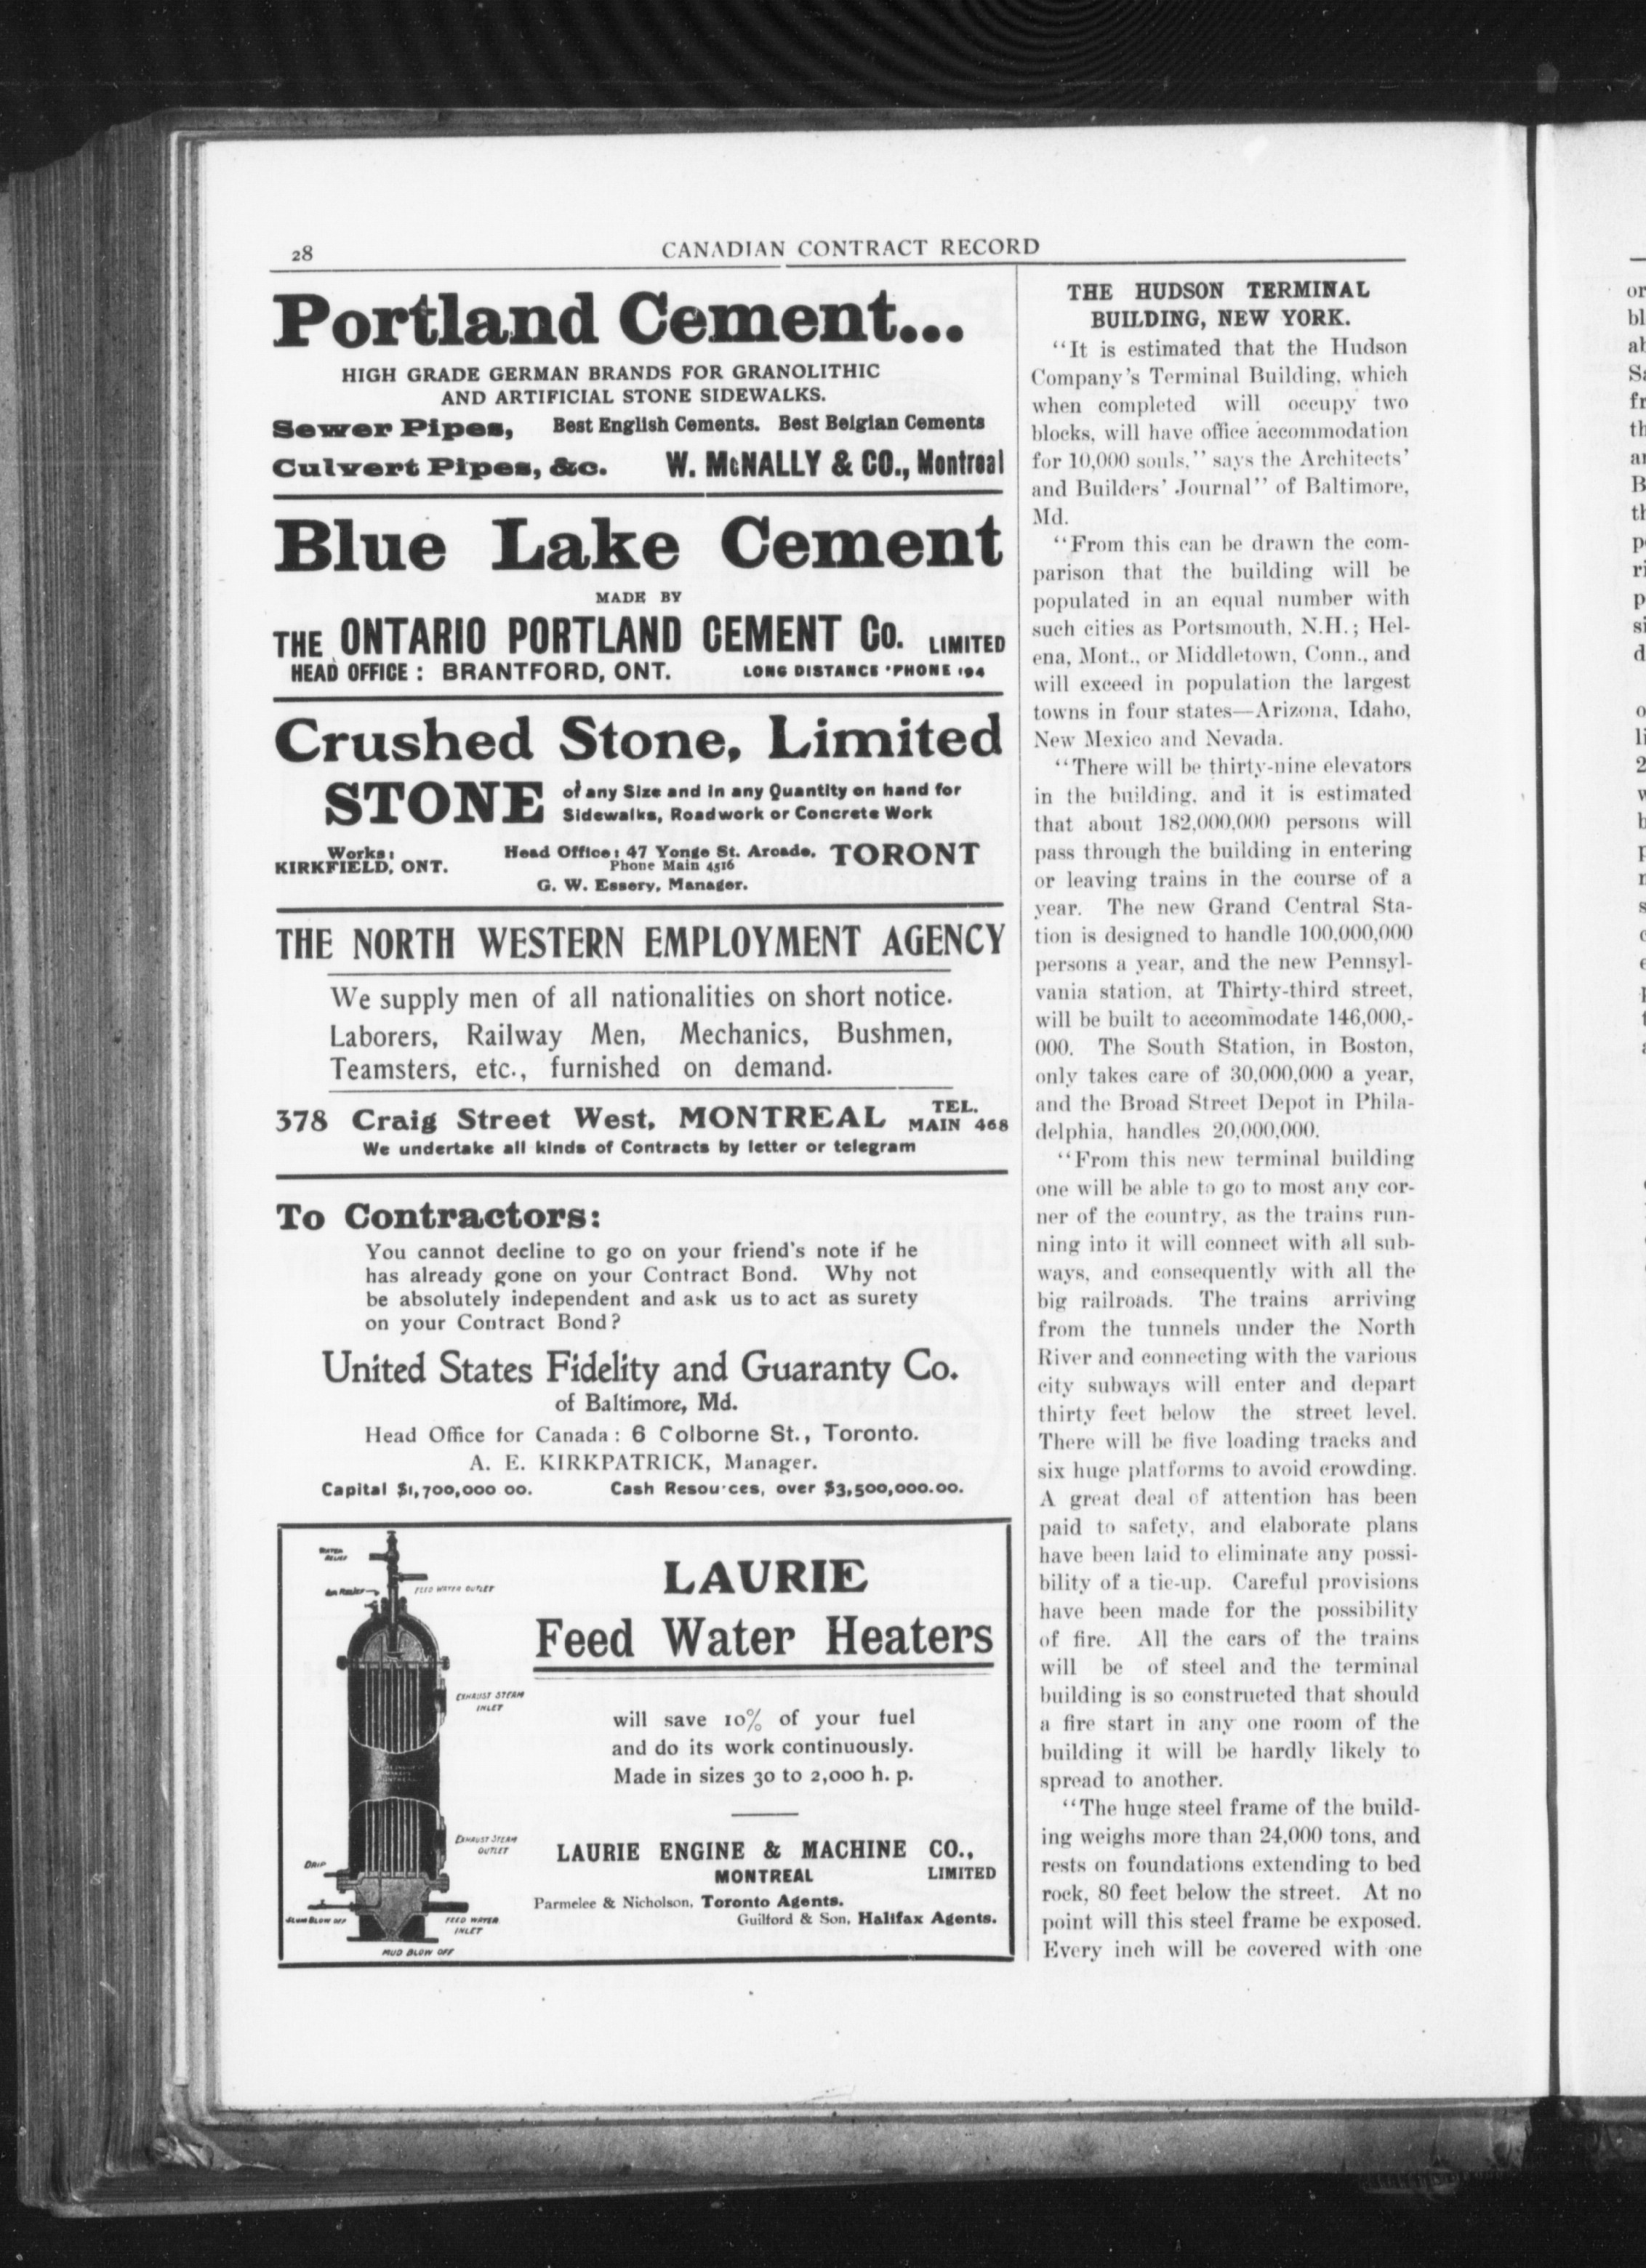 28
CANADIAN CONTRACT RECORD
Portland Cement...
HIGH GRADE GERMAN BRANDS FOR GRANOLITHIC
AND ARTIFICIAL STONE SIDEWALKS.
Sewer Pipes, Best English Cements. Best Belgian Cements
Culvert Pipes, &c. W. McNALLY & CO., Montreal
Blue Lake Cement
MADE BY
THE ONTARIO PORTLAND CEMENT Co. LIMITED
HEAD OFFICE: BRANTFORD, ONT. LONG DISTANCE 'PHONE 194
Crushed Stone, Limited
STONE of any Size and in any Quantity on hand for
Sidewalks, Roadwork or Concrete Work
Works:
KIRKFIELD, ONT.
Head Office: 47 Yonge St. Arcade, TORONT
Phone Main 4516
G. W. Essery, Manager.
THE NORTH WESTERN EMPLOYMENT AGENCY
We supply men of all nationalities on short notice.
Laborers, Railway Men, Mechanics, Bushmen,
Teamsters, etc., furnished on demand.
378 Craig Street West, MONTREAL TEL. MAIN 468
We undertake all kinds of Contracts by letter or telegram
To Contractors:
You cannot decline to go on your friend's note if he
has already gone on your Contract Bond. Why not
be absolutely independent and ask us to act as surety
on your Contract Bond?
United States Fidelity and Guaranty Co.
of Baltimore, Md.
Head Office for Canada: 6 Colborne St., Toronto.
A. E. KIRKPATRICK, Manager.
Capital $1,700,000 00. Cash Resou·ces, over $3,500,000.00.
WATER
RELIEF
FEED WATER OUTLET
EXHAUST STEAM
INLET
EXHAUST STEAM
OUTLET
DRIP
SCUM BLOW OFF
FEED WATER
INLET
MUD BLOW OFF
LAURIE
Feed Water Heaters
will save 10% of your fuel
and do its work continuously.
Made in sizes 30 to 2,000 h. p.
LAURIE ENGINE & MACHINE CO.,
MONTREAL LIMITED
Parmelee & Nicholson, Toronto Agents.
Guilford & Son, Halifax Agents.
THE HUDSON TERMINAL
BUILDING, NEW YORK.
"It is estimated that the Hudson
Company's Terminal Building, which
when completed will occupy two
blocks, will have office accommodation
for 10,000 souls," says the Architects'
and Builders' Journal" of Baltimore,
Md.
"From this can be drawn the com-
parison that the building will be
populated in an equal number with
such cities as Portsmouth, N.H.; Hel-
ena, Mont., or Middletown, Conn., and
will exceed in population the largest
towns in four states—Arizona, Idaho,
New Mexico and Nevada.
"There will be thirty-nine elevators
in the building, and it is estimated
that about 182,000,000 persons will
pass through the building in entering
or leaving trains in the course of a
year. The new Grand Central Sta-
tion is designed to handle 100,000,000
persons a year, and the new Pennsyl-
vania station, at Thirty-third street,
will be built to accommodate 146,000,-
000. The South Station, in Boston,
only takes care of 30,000,000 a year,
and the Broad Street Depot in Phila-
delphia, handles 20,000,000.
"From this new terminal building
one will be able to go to most any cor-
ner of the country, as the trains run-
ning into it will connect with all sub-
ways, and consequently with all the
big railroads. The trains arriving
from the tunnels under the North
River and connecting with the various
city subways will enter and depart
thirty feet below the street level.
There will be five loading tracks and
six huge platforms to avoid crowding.
A great deal of attention has been
paid to safety, and elaborate plans
have been laid to eliminate any possi-
bility of a tie-up. Careful provisions
have been made for the possibility
of fire. All the cars of the trains
will be of steel and the terminal
building is so constructed that should
a fire start in any one room of the
building it will be hardly likely to
spread to another.
"The huge steel frame of the build-
ing weighs more than 24,000 tons, and
rests on foundations extending to bed
rock, 80 feet below the street. At no
point will this steel frame be exposed.
Every inch will be covered with one